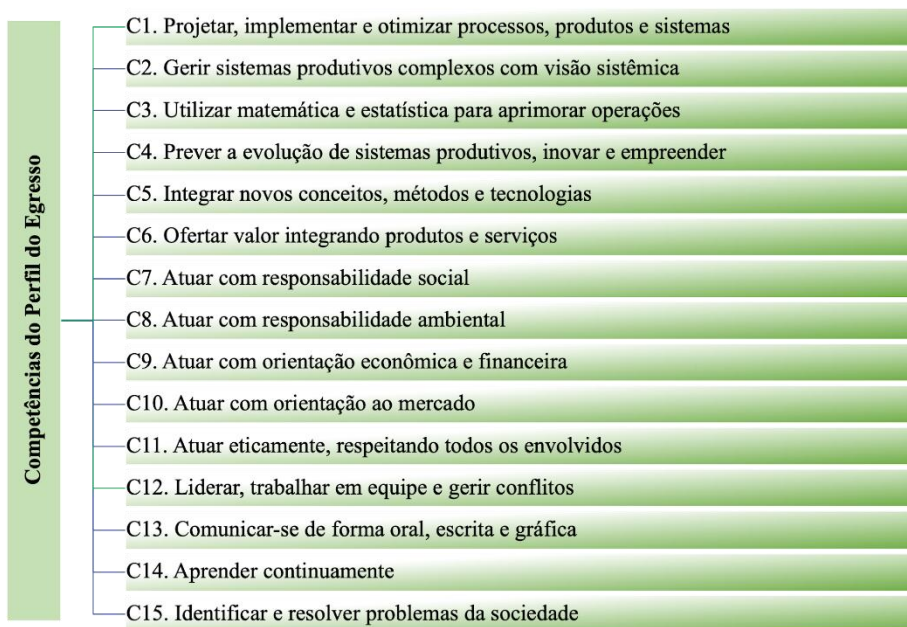 Competências do Perfil do Egresso
C1. Projetar, implementar e otimizar processos, produtos e sistemas
C2. Gerir sistemas produtivos complexos com visão sistêmica
C3. Utilizar matemática e estatística para aprimorar operações
C4. Prever a evolução de sistemas produtivos, inovar e empreender
C5. Integrar novos conceitos, métodos e tecnologias
C6. Ofertar valor integrando produtos e serviços
C7. Atuar com responsabilidade social
C8. Atuar com responsabilidade ambiental
C9. Atuar com orientação econômica e financeira
C10. Atuar com orientação ao mercado
C11. Atuar eticamente, respeitando todos os envolvidos
C12. Liderar, trabalhar em equipe e gerir conflitos
C13. Comunicar-se de forma oral, escrita e gráfica
C14. Aprender continuamente
C15. Identificar e resolver problemas da sociedade